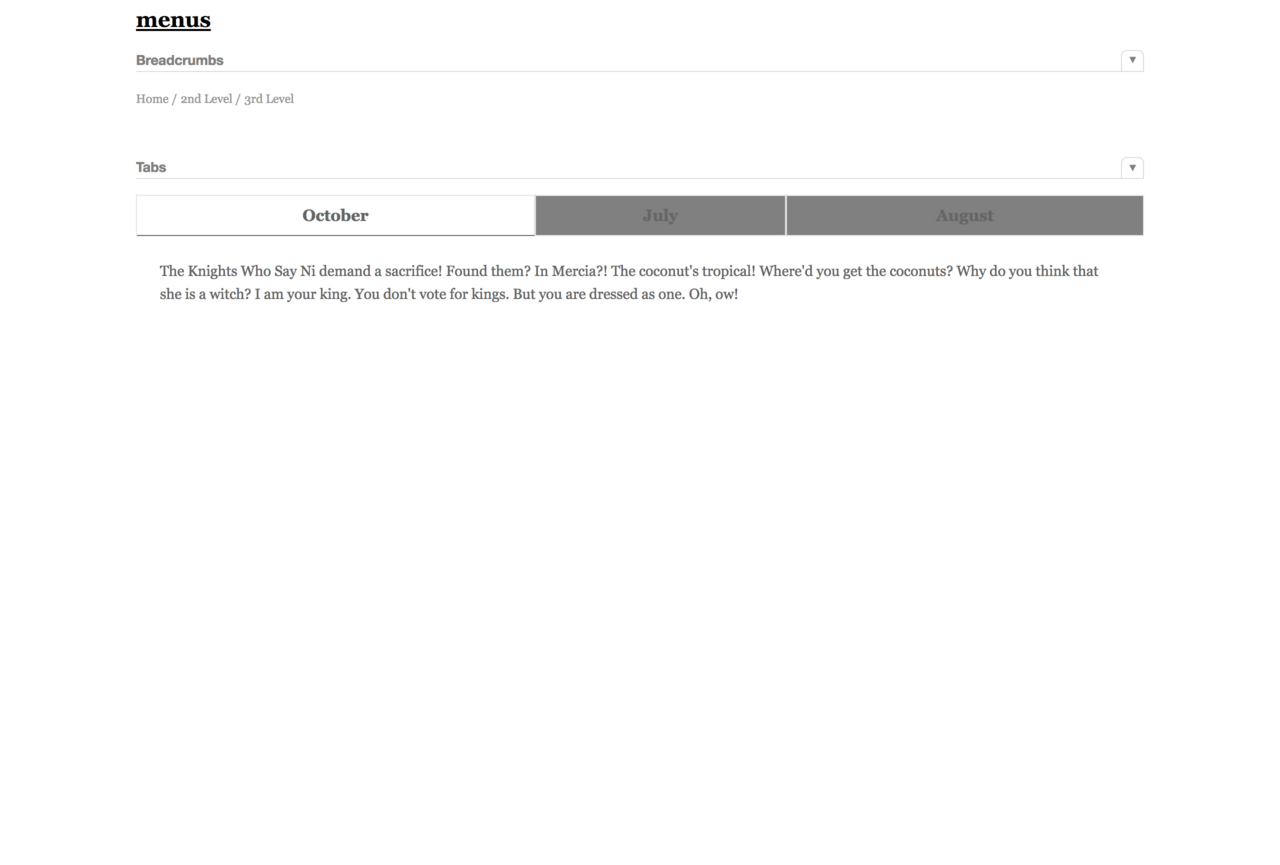 menus
Breadcrumbs
▼
Home / 2nd Level / 3rd Level
Tabs
▼
October July August
The Knights Who Say Ni demand a sacrifice! Found them? In Mercia?! The coconut's tropical! Where'd you get the coconuts? Why do you think that
she is a witch? I am your king. You don't vote for kings. But you are dressed as one. Oh, ow!